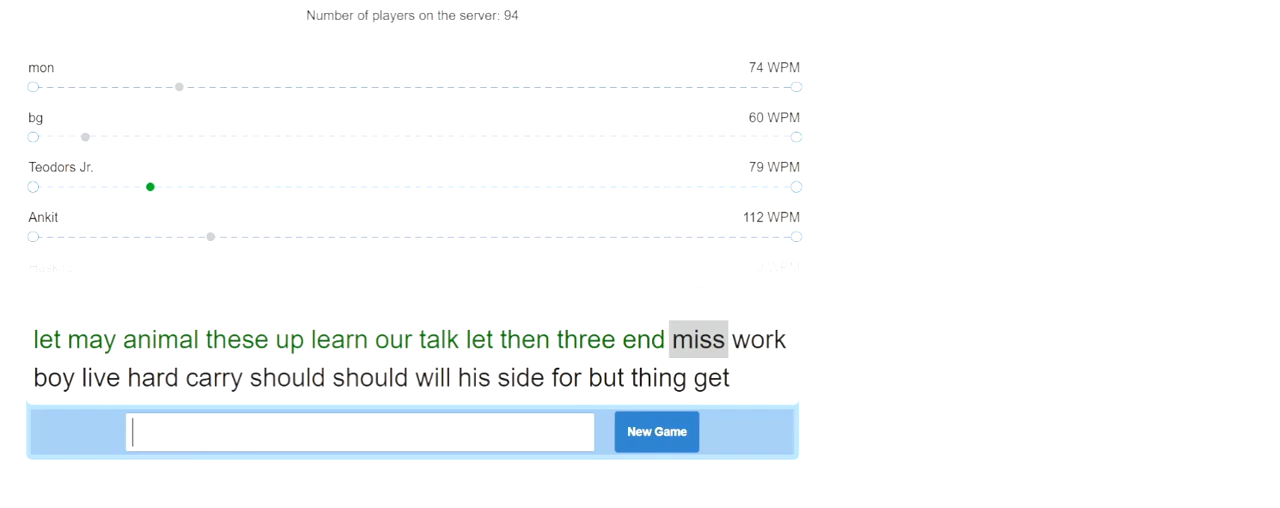 Number of players on the server: 94
mon 74 WPM
bg 60 WPM
Teodors Jr. 79 WPM
Ankit 112 WPM
let may animal these up learn our talk let then three end miss work
boy live hard carry should should will his side for but thing get
New Game